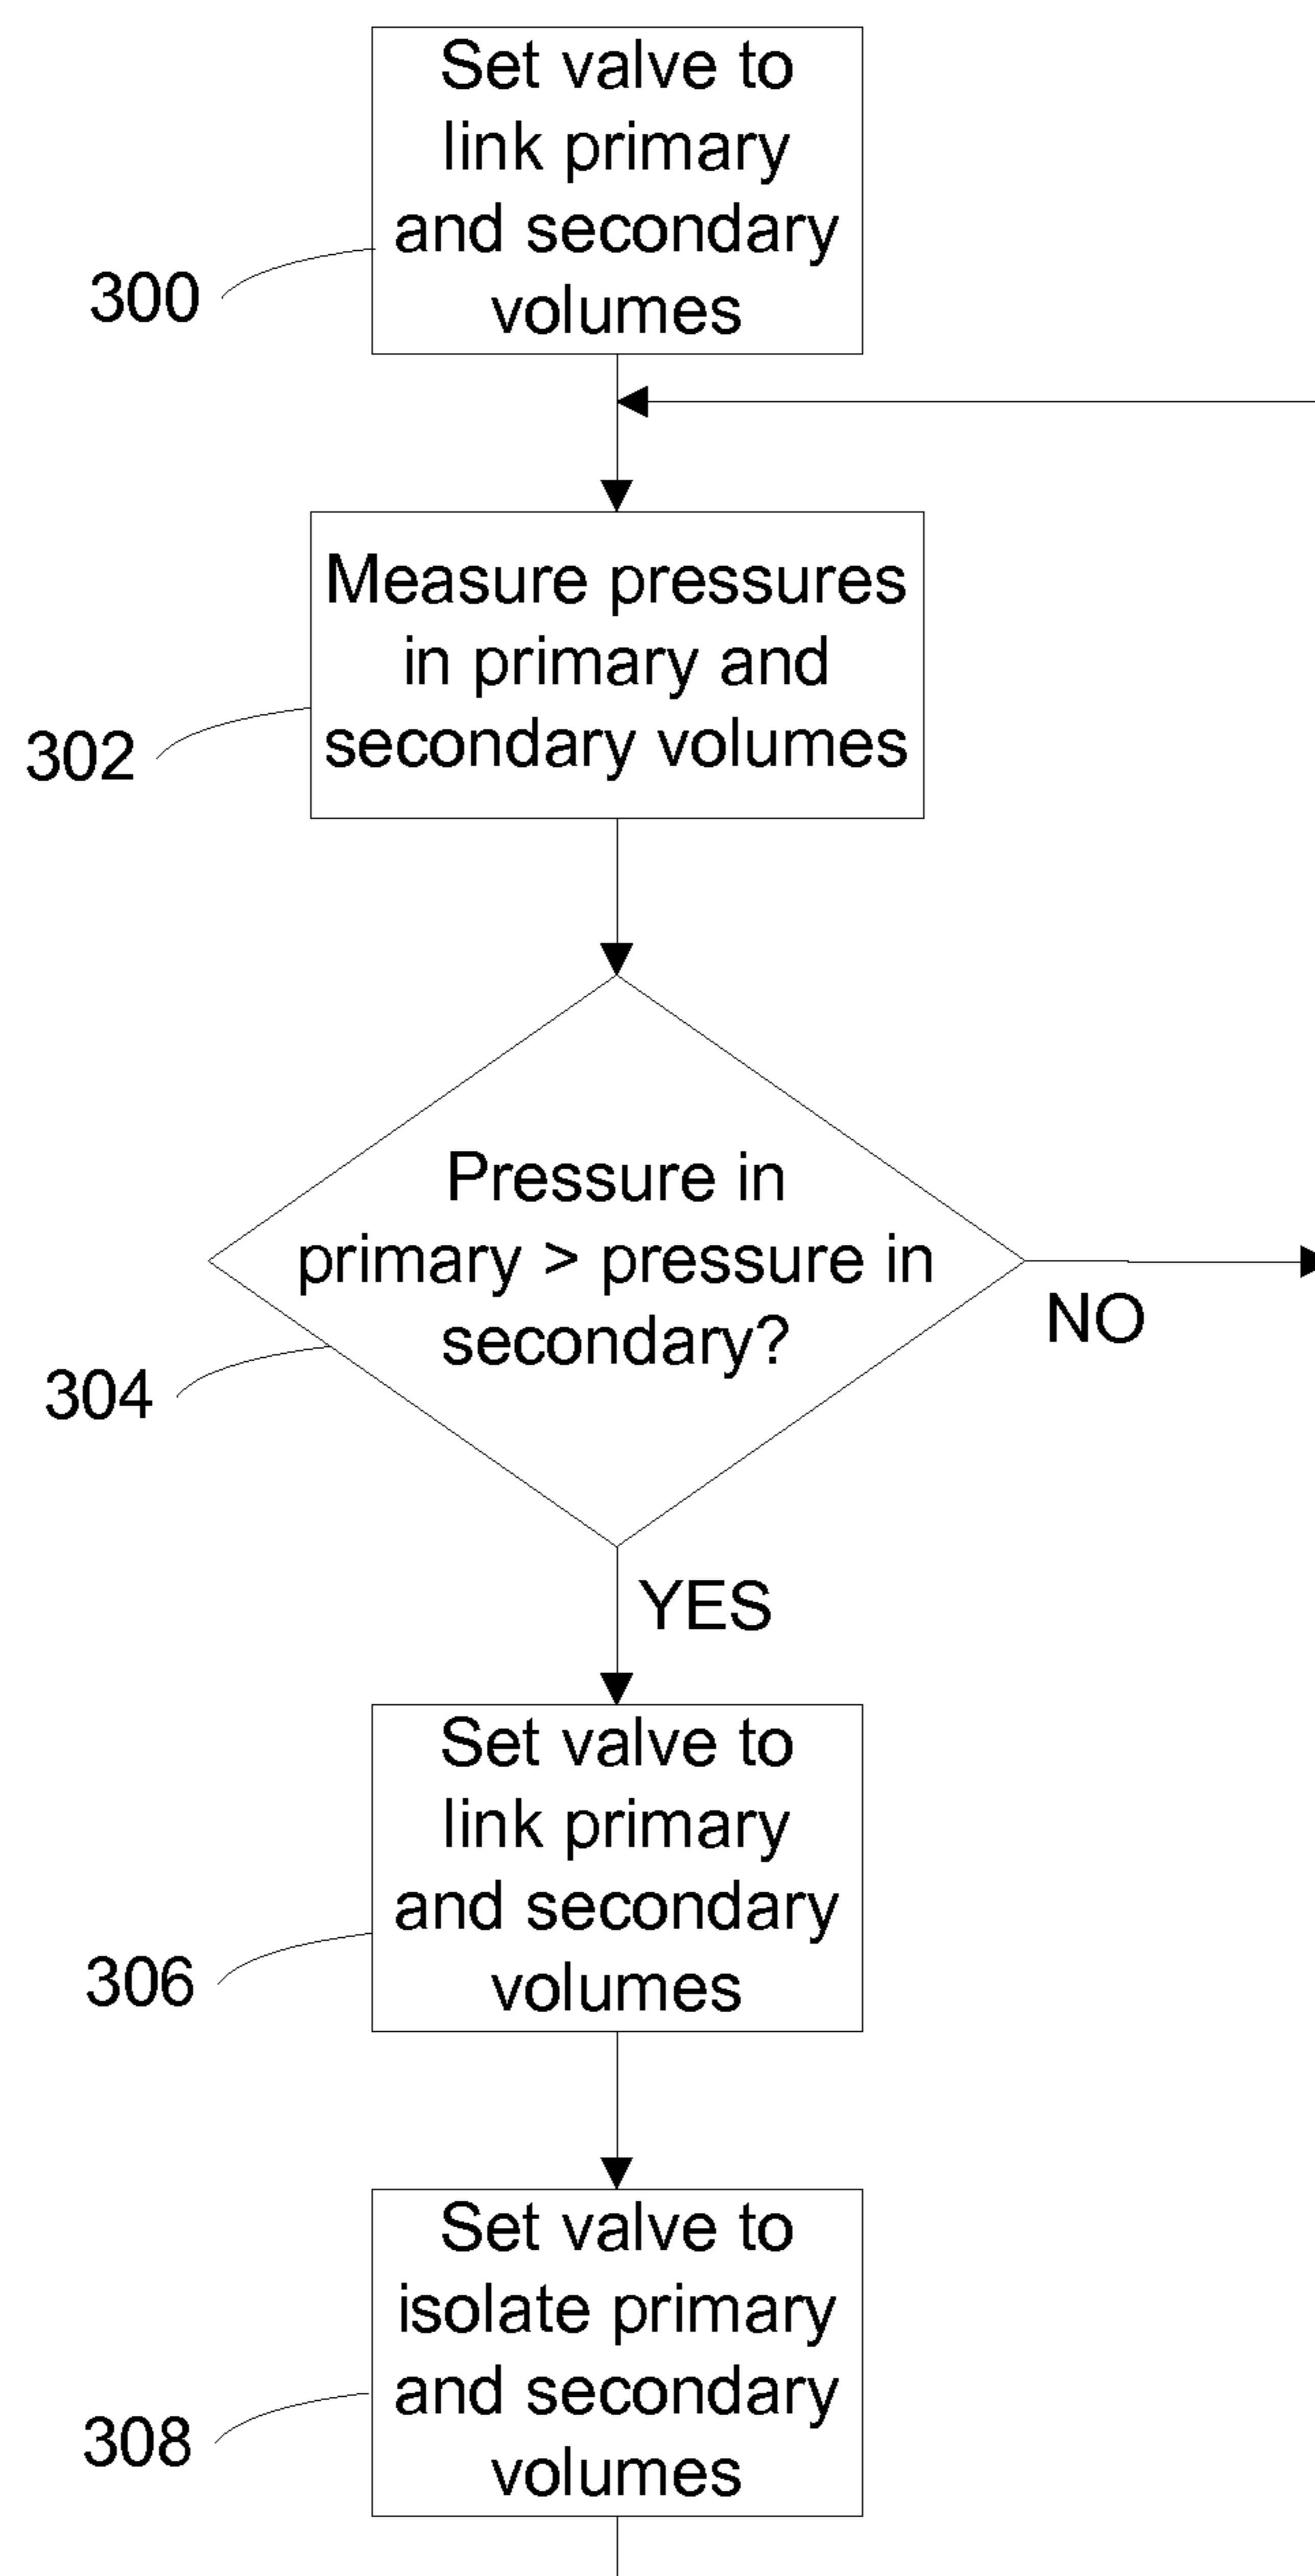 Set valve to
link primary
and secondary
volumes
300
Measure pressures
in primary and
secondary volumes
302
Pressure in
primary > pressure in
secondary?
NO
304
YES
Set valve to
link primary
and secondary
volumes
306
Set valve to
isolate primary
and secondary
volumes
308